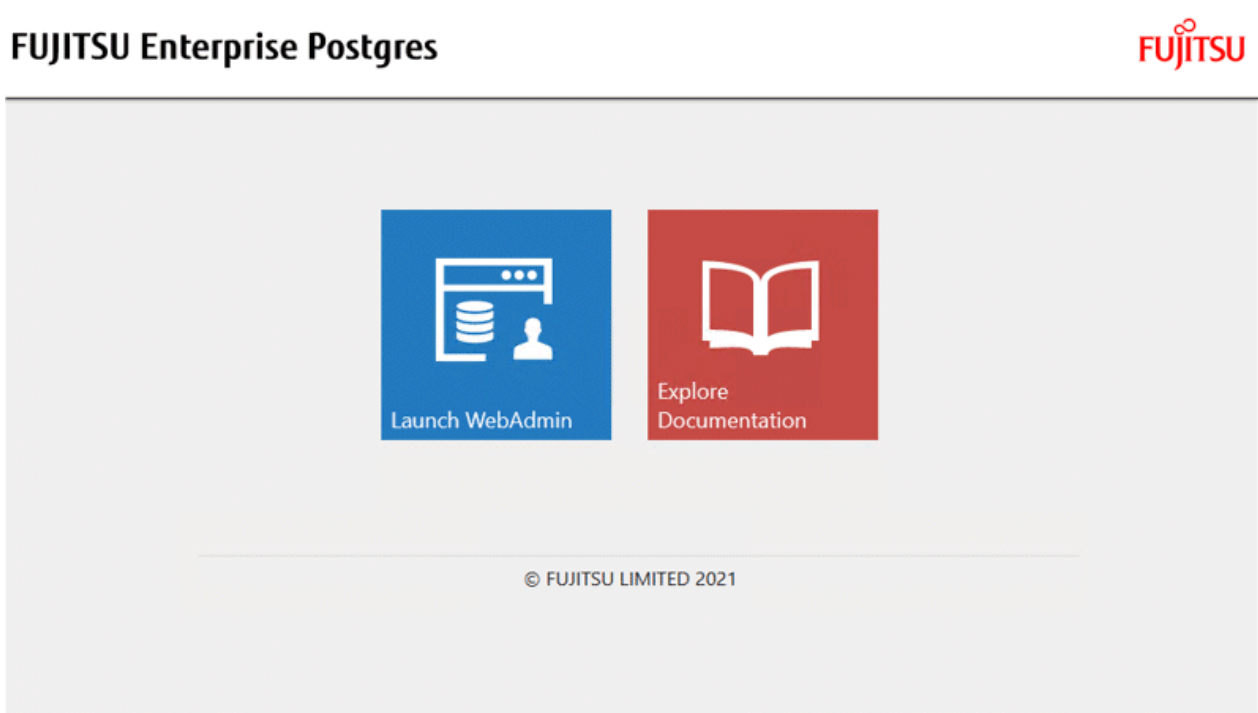 FUJITSU Enterprise Postgres
FUJITSU
Launch WebAdmin
Explore
Documentation
© FUJITSU LIMITED 2021